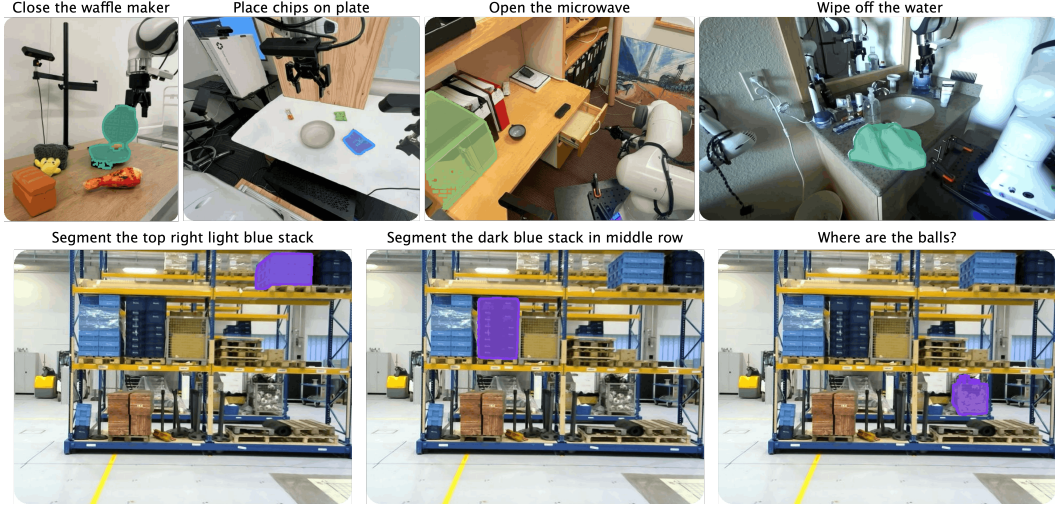 Close the waffle maker
Place chips on plate
Open the microwave
Wipe off the water
Segment the top right light blue stack
Segment the dark blue stack in middle row
Where are the balls?